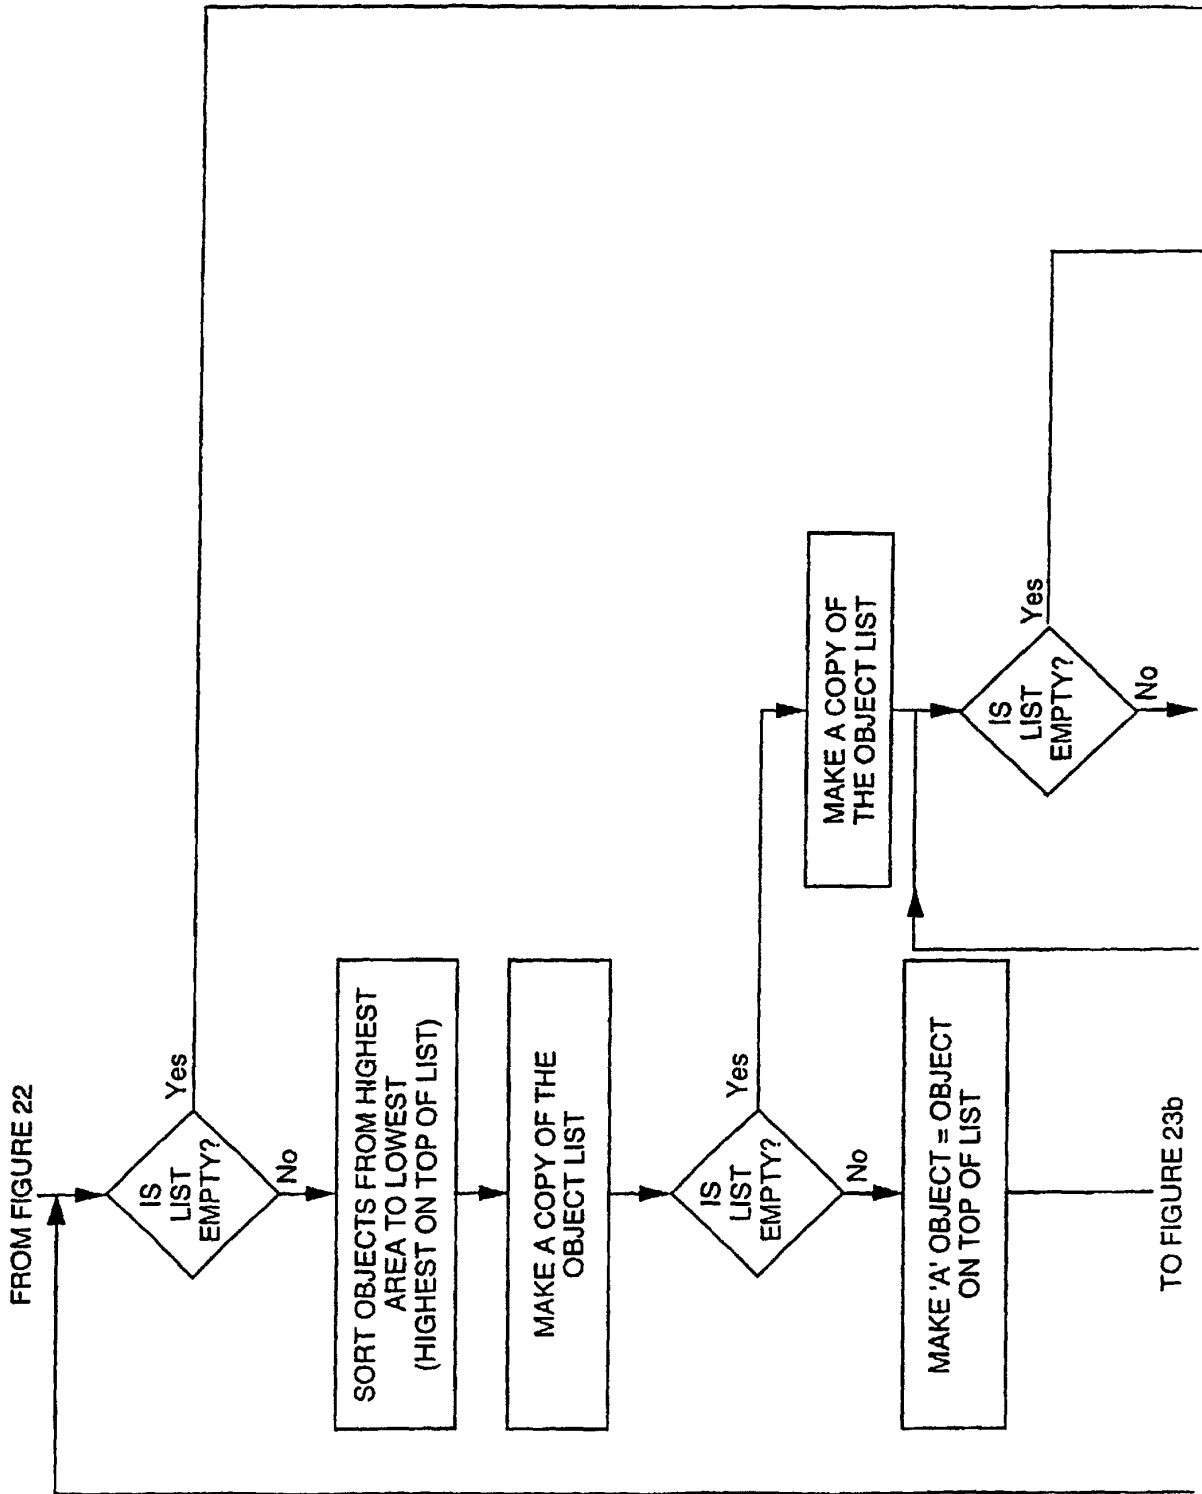 FROM FIGURE 22
IS
LIST
EMPTY?
Yes
No
SORT OBJECTS FROM HIGHEST
AREA TO LOWEST
(HIGHEST ON TOP OF LIST)
MAKE A COPY OF THE
OBJECT LIST
IS
LIST
EMPTY?
Yes
No
MAKE 'A' OBJECT = OBJECT
ON TOP OF LIST
MAKE A COPY OF
THE OBJECT LIST
IS
LIST
EMPTY?
Yes
No
TO FIGURE 23b